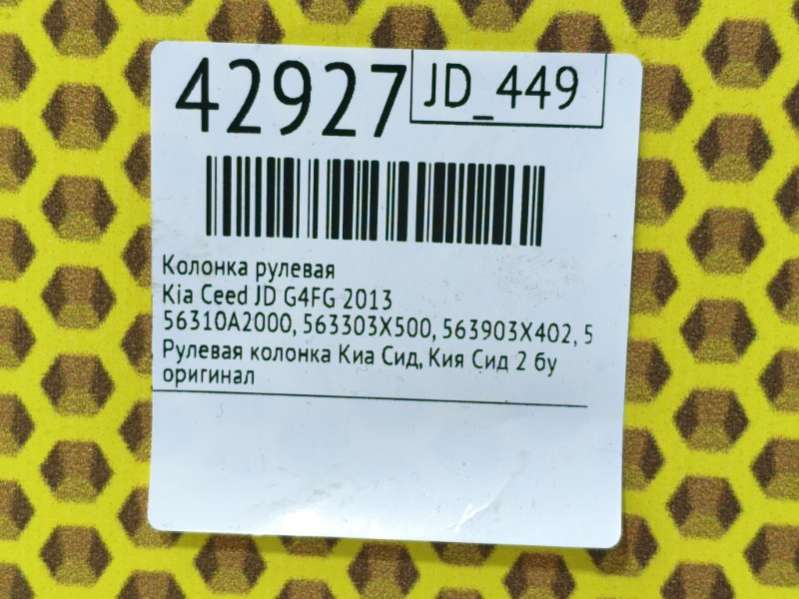 42927
JD_449
Колонка рулевая
Kia Ceed JD G4FG 2013
56310A2000, 563303X500, 563903X402, 5
Рулевая колонка Киа Сид, Кия Сид 2 бу
оригинал